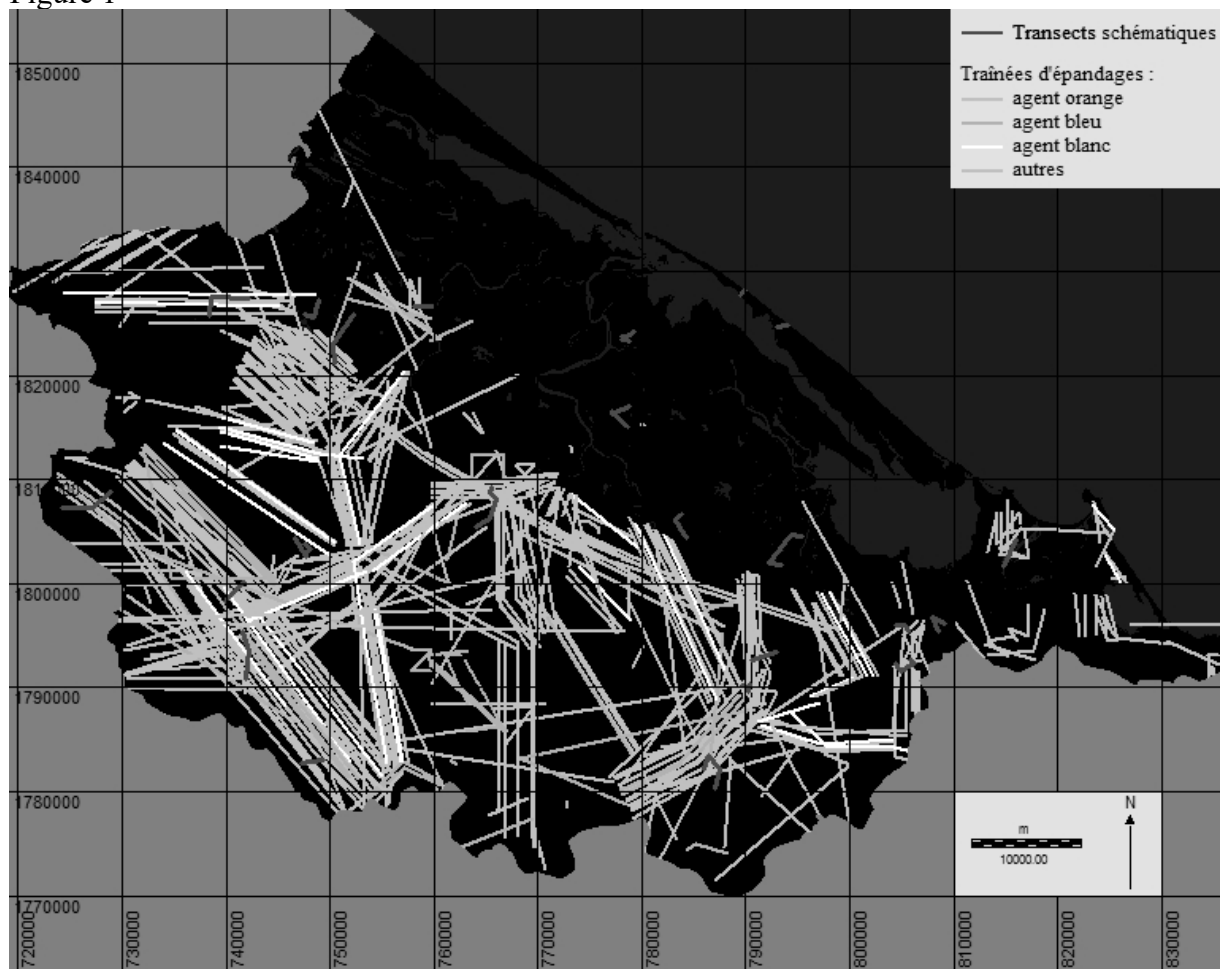 Figure 1
Transects schématiques
Traînées d'épandages :
agent orange
agent bleu
agent blanc
autres
1850000
1840000
1820000
1810000
1800000
1790000
1780000
1770000
N
m
10000.00
720000
730000
740000
750000
760000
770000
780000
790000
800000
810000
820000
830000